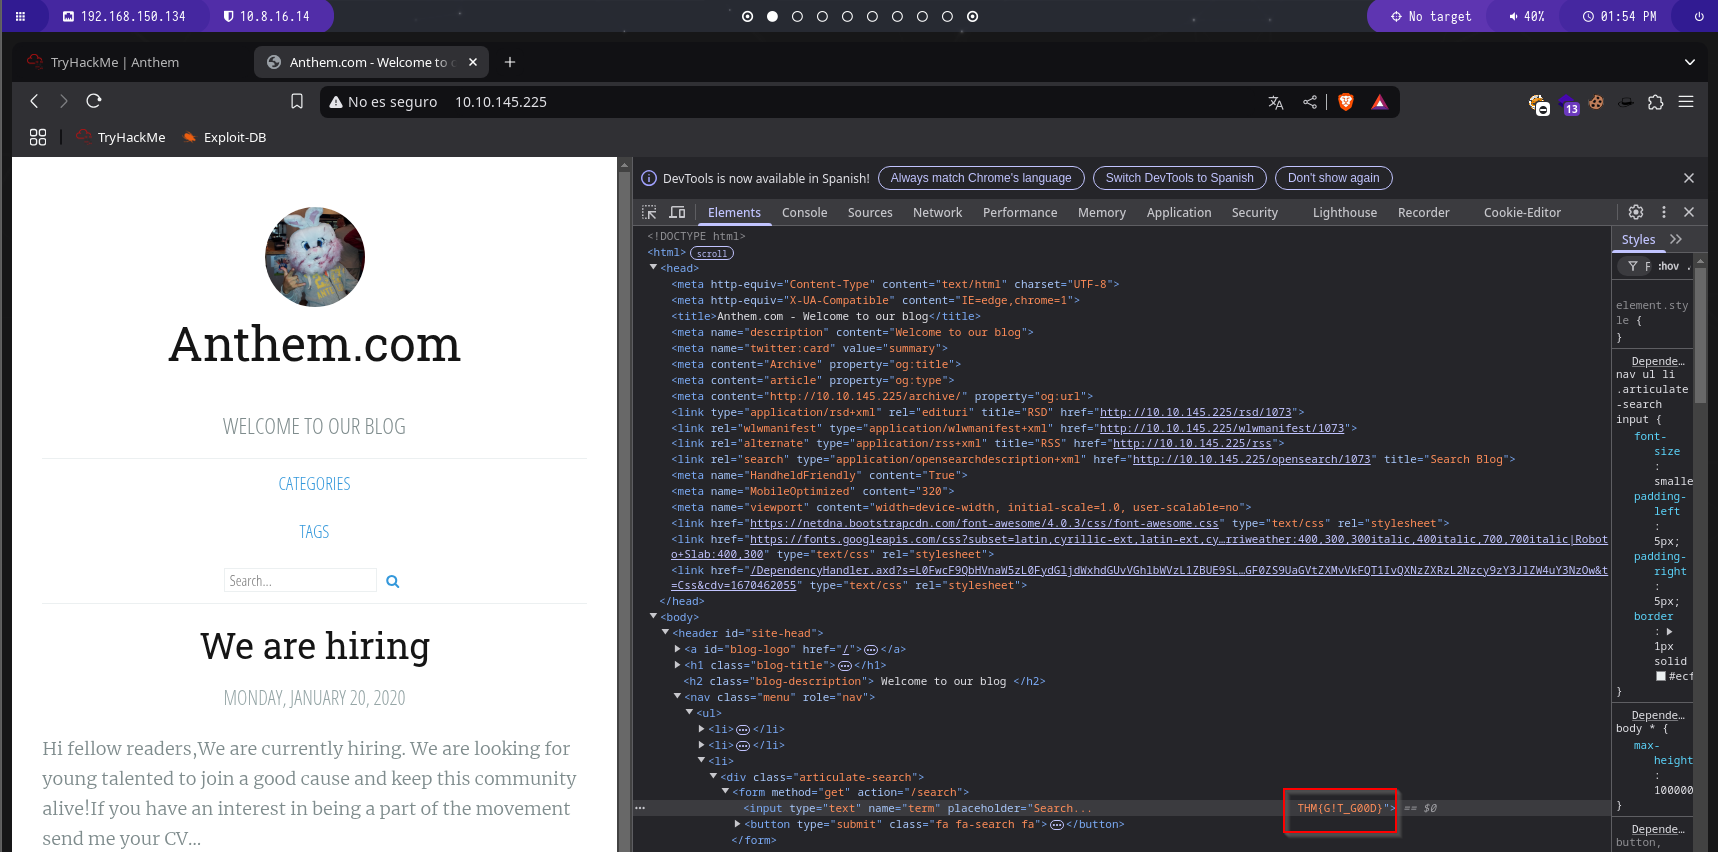 192.168.150.134
10.8.16.14
No target
40%
01:54 PM
TryHackMe | Anthem
Anthem.com - Welcome to o
No es seguro 10.10.145.225
13
TryHackMe
Exploit-DB
Anthem.com
WELCOME TO OUR BLOG
CATEGORIES
TAGS
Search...
We are hiring
MONDAY, JANUARY 20, 2020
Hi fellow readers,We are currently hiring. We are looking for
young talented to join a good cause and keep this community
alive!If you have an interest in being a part of the movement
send me your CV...
DevTools is now available in Spanish! Always match Chrome's language Switch DevTools to Spanish Don't show again
Elements Console Sources Network Performance Memory Application Security Lighthouse Recorder Cookie-Editor
<!DOCTYPE html>
<html> scroll
<head>
<meta http-equiv="Content-Type" content="text/html" charset="UTF-8">
<meta http-equiv="X-UA-Compatible" content="IE=edge,chrome=1">
<title>Anthem.com - Welcome to our blog</title>
<meta name="description" content="Welcome to our blog">
<meta name="twitter:card" value="summary">
<meta content="Archive" property="og:title">
<meta content="article" property="og:type">
<meta content="http://10.10.145.225/archive/" property="og:url">
<link type="application/rsd+xml" rel="edituri" title="RSD" href="http://10.10.145.225/rsd/1073">
<link rel="wlwmanifest" type="application/wlwmanifest+xml" href="http://10.10.145.225/wlwmanifest/1073">
<link rel="alternate" type="application/rss+xml" title="RSS" href="http://10.10.145.225/rss">
<link rel="search" type="application/opensearchdescription+xml" href="http://10.10.145.225/opensearch/1073" title="Search Blog">
<meta name="HandheldFriendly" content="True">
<meta name="MobileOptimized" content="320">
<meta name="viewport" content="width=device-width, initial-scale=1.0, user-scalable=no">
<link href="https://netdna.bootstrapcdn.com/font-awesome/4.0.3/css/font-awesome.css" type="text/css" rel="stylesheet">
<link href="https://fonts.googleapis.com/css?subset=latin,cyrillic-ext,latin-ext,cy…rriweather:400,300,300italic,400italic,700,700italic|Robot
o+Slab:400,300" type="text/css" rel="stylesheet">
<link href="/DependencyHandler.axd?s=L0FwcF9QbHVnaW5zL0FydGljdWxhdGUvVGhlbWVzL1ZBUE9SL…GF0ZS9UaGVtZXMvVkFQT1IvQXNzZXRzL2Nzcy9zY3J1ZW4uY3NzOw&t
=Css&cdv=1670462055" type="text/css" rel="stylesheet">
</head>
<body>
<header id="site-head">
<a id="blog-logo" href="/">…</a>
<h1 class="blog-title">…</h1>
<h2 class="blog-description"> Welcome to our blog </h2>
<nav class="menu" role="nav">
<ul>
<li>…</li>
<li>…</li>
<li>
<div class="articulate-search">
<form method="get" action="/search">
<input type="text" name="term" placeholder="Search... THM{G!T_G00D}"> == $0
<button type="submit" class="fa fa-search fa">…</button>
</form>
Styles
F :hov .
element.sty
le {
}
Depende…
nav ul li
.articulate
-search
input {
font-
size
:
smalle
padding-
left
:
5px;
padding-
right
:
5px;
border
:
1px
solid
#ecf
}
Depende…
body * {
max-
height
:
100000
}
Depende…
button,